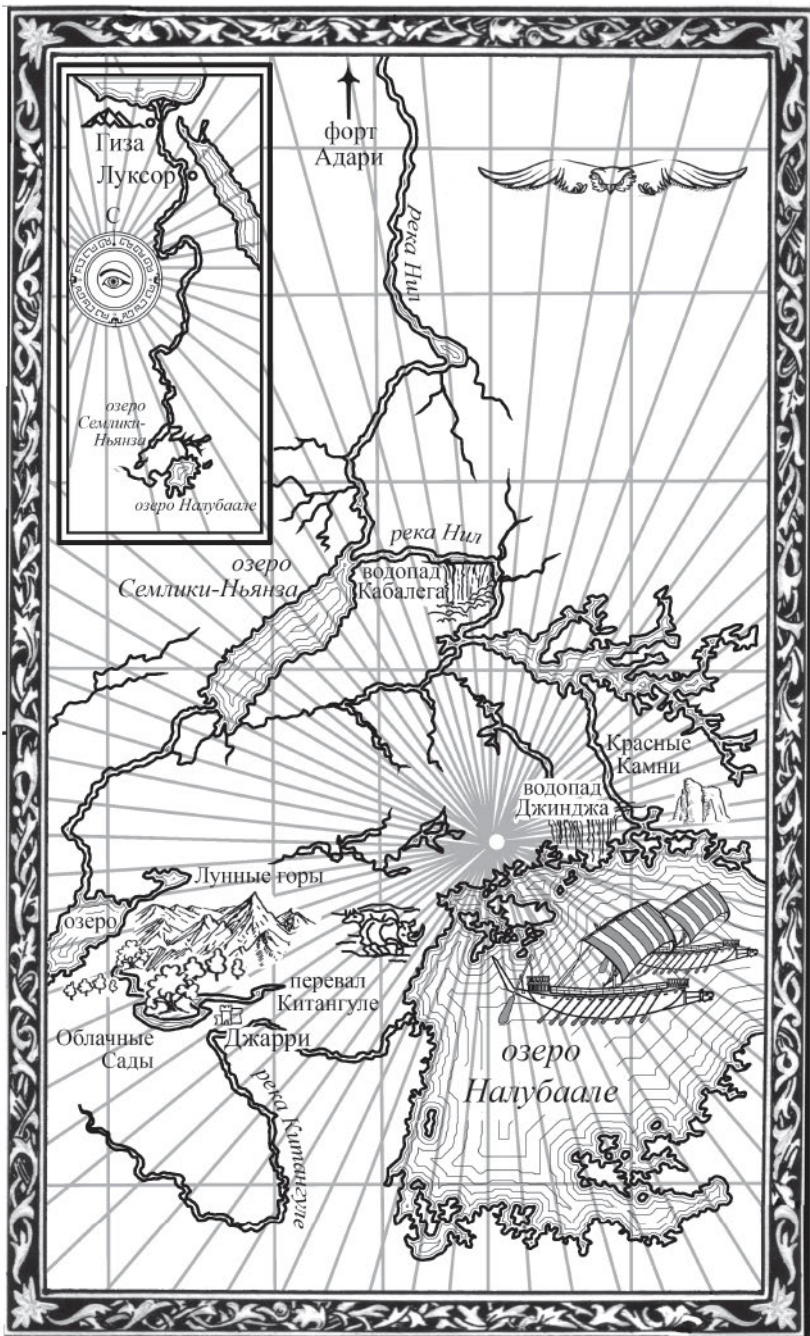 Гиза
Луксор
С
озеро
Семлики-
Ньянза
озеро Налубаале
форт
Адари
река Нил
река Нил
озеро
Семлики-Ньянза
водопад
Кабалега
Красные
Камни
водопад
Джинджа
Лунные горы
озеро
перевал
Китангуле
Облачные
Сады
Джарри
река Китангуле
озеро
Налубаале